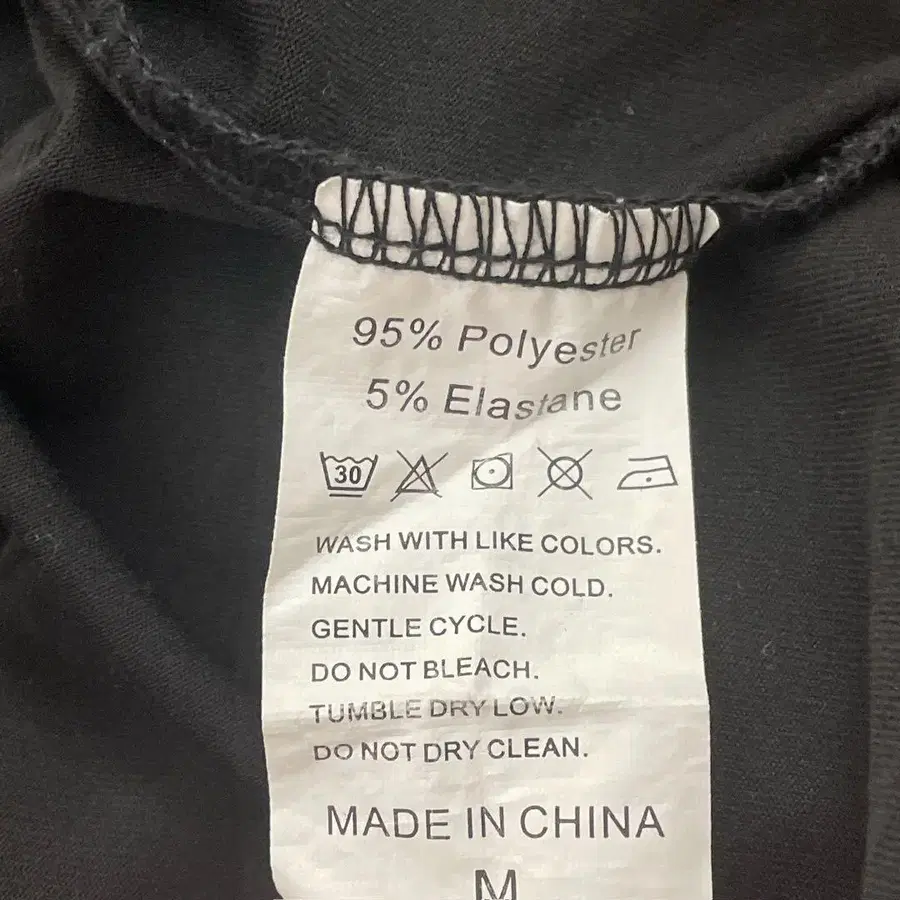 95% Polyester
5% Elastane
30
WASH WITH LIKE COLORS.
MACHINE WASH COLD.
GENTLE CYCLE.
DO NOT BLEACH.
TUMBLE DRY LOW.
DO NOT DRY CLEAN.
MADE IN CHINA
M